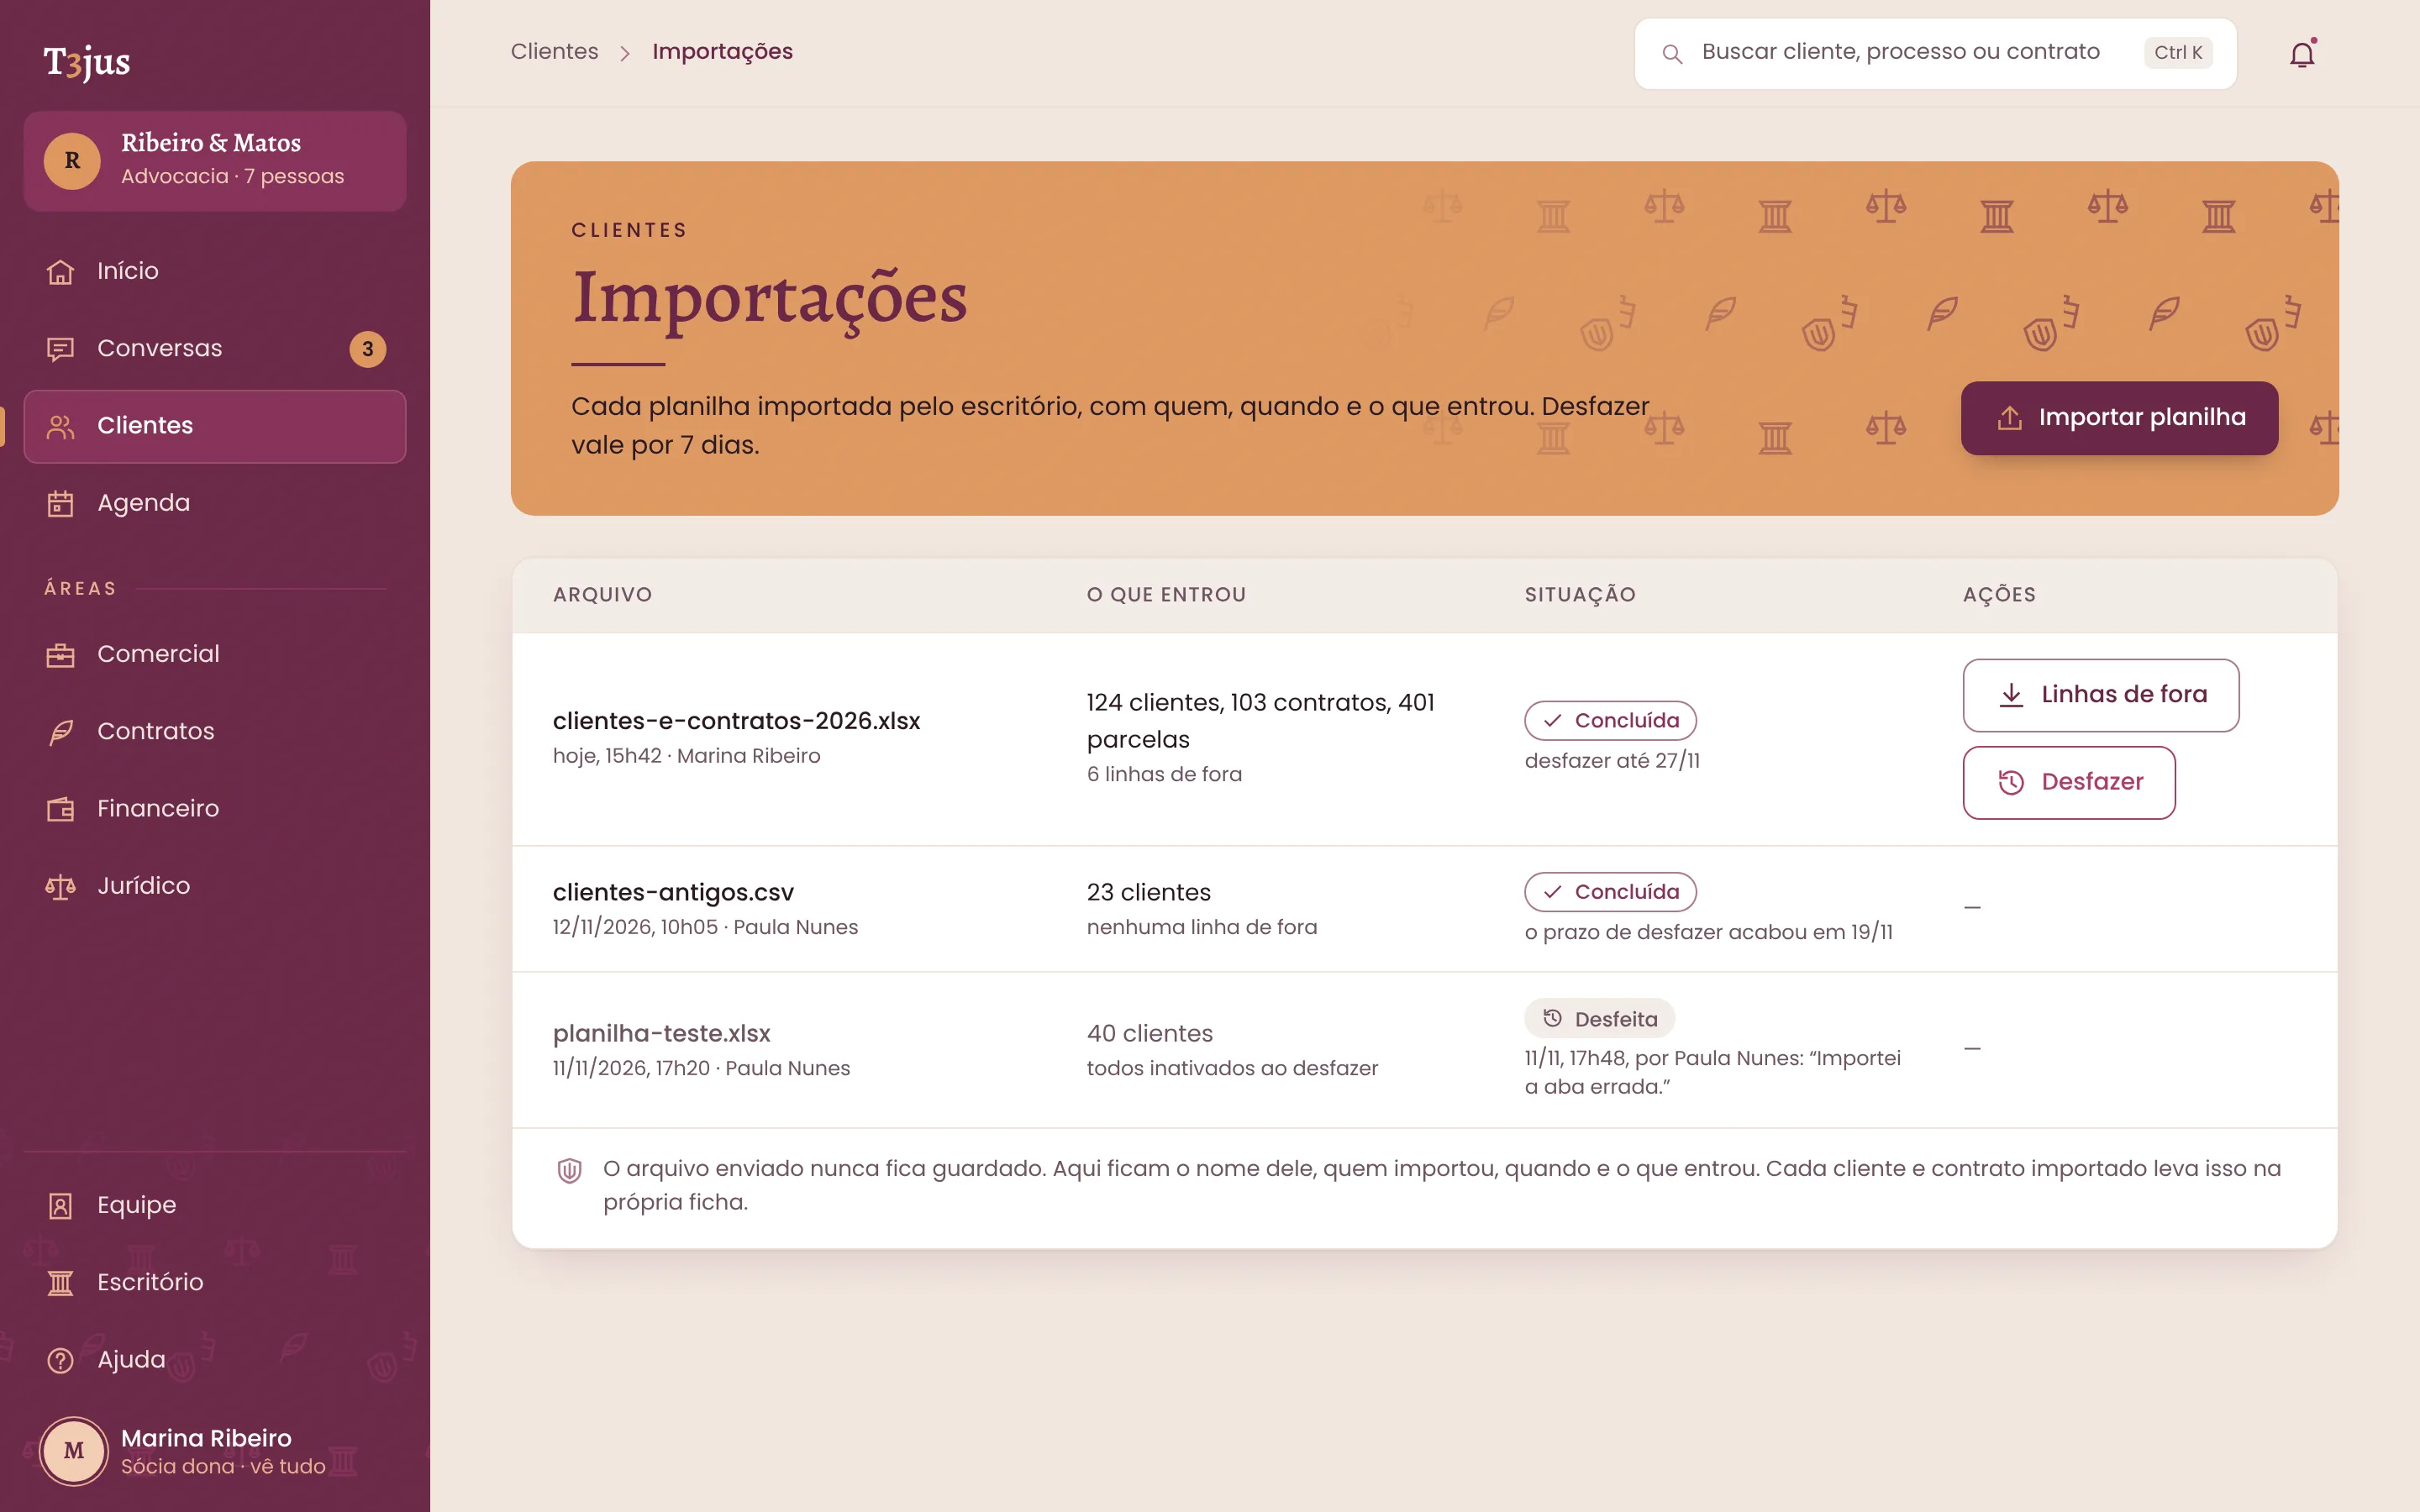 T3jus
R
Ribeiro & Matos
Advocacia · 7 pessoas
Início
Conversas
3
Clientes
Agenda
ÁREAS
Comercial
Contratos
Financeiro
Jurídico
Equipe
Escritório
Ajuda
M
Marina Ribeiro
Sócia dona · vê tudo
Clientes
Importações
Buscar cliente, processo ou contrato
Ctrl K
CLIENTES
Importações
Cada planilha importada pelo escritório, com quem, quando e o que entrou. Desfazer
vale por 7 dias.
Importar planilha
ARQUIVO
O QUE ENTROU
SITUAÇÃO
AÇÕES
clientes-e-contratos-2026.xlsx
hoje, 15h42 · Marina Ribeiro
124 clientes, 103 contratos, 401
parcelas
6 linhas de fora
Concluída
desfazer até 27/11
Linhas de fora
Desfazer
clientes-antigos.csv
12/11/2026, 10h05 · Paula Nunes
23 clientes
nenhuma linha de fora
Concluída
o prazo de desfazer acabou em 19/11
—
planilha-teste.xlsx
11/11/2026, 17h20 · Paula Nunes
40 clientes
todos inativados ao desfazer
Desfeita
11/11, 17h48, por Paula Nunes: “Importei
a aba errada.”
—
O arquivo enviado nunca fica guardado. Aqui ficam o nome dele, quem importou, quando e o que entrou. Cada cliente e contrato importado leva isso na
própria ficha.